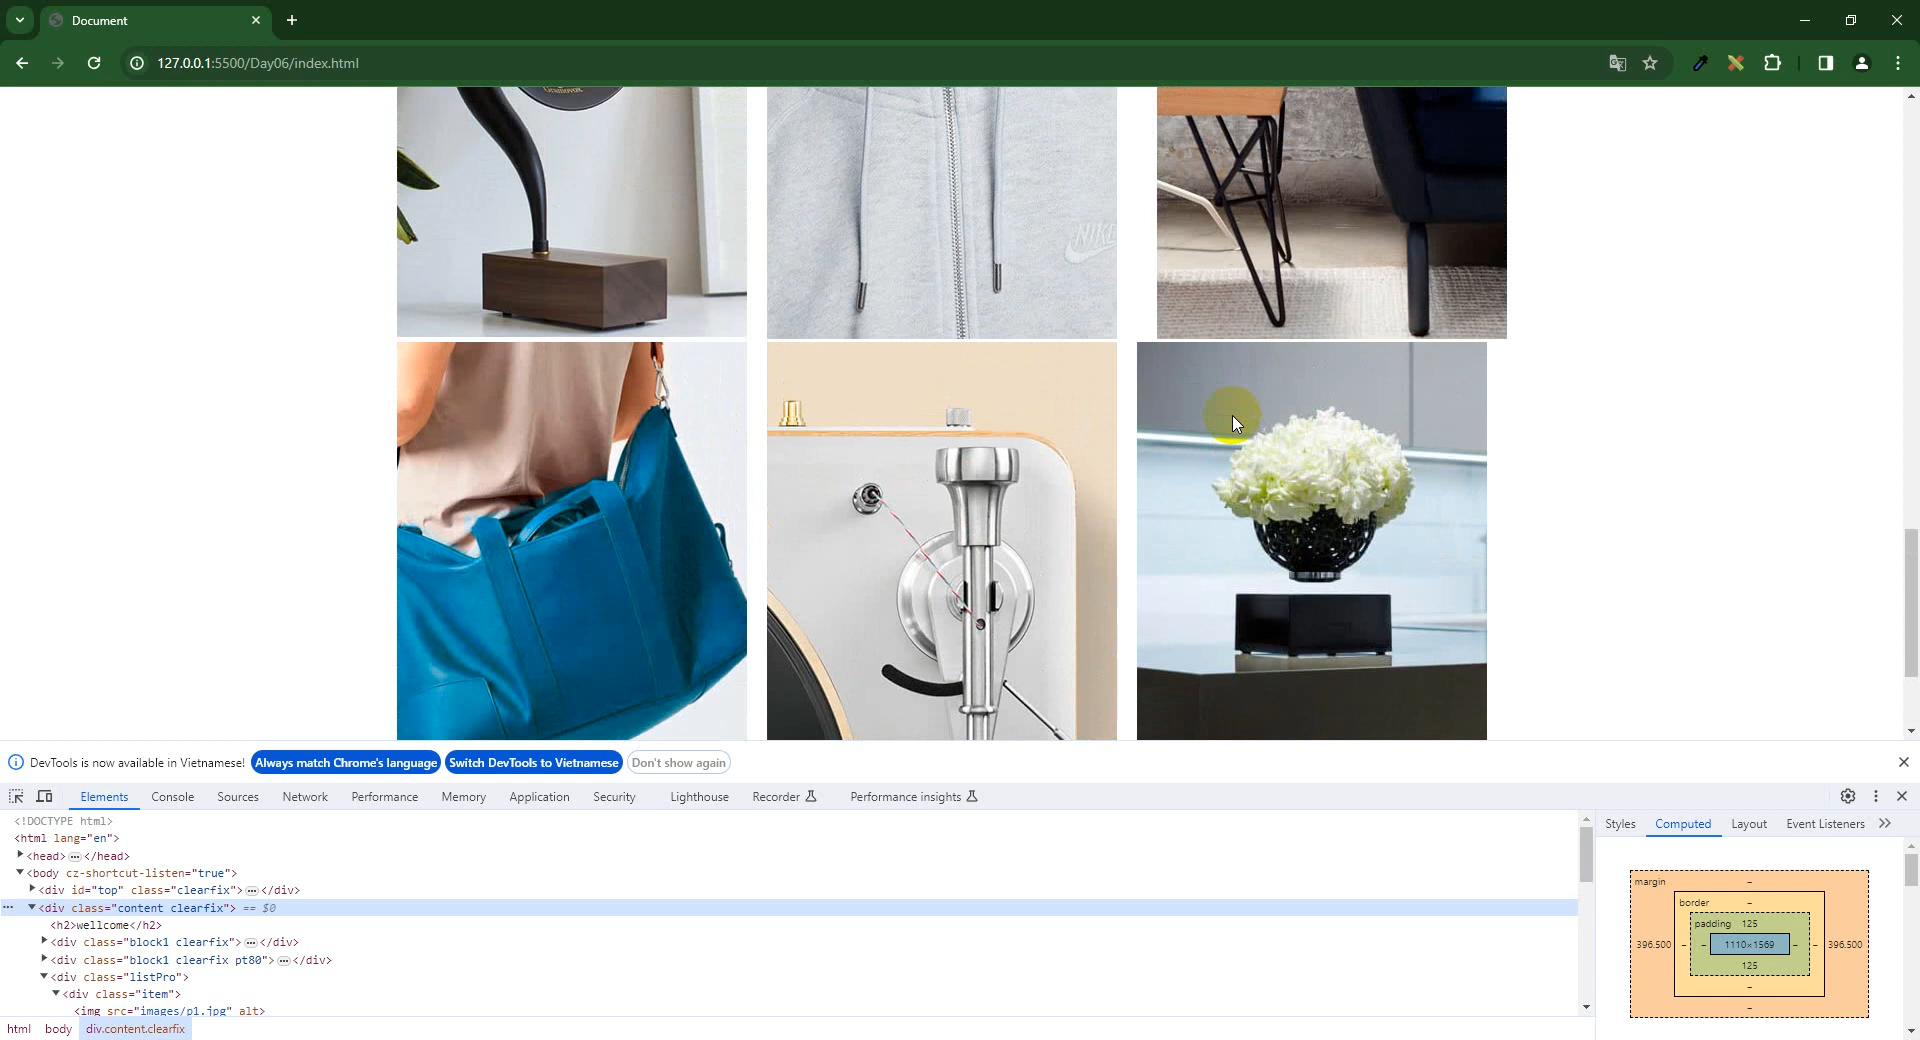 Document
127.0.0.1:5500/Day06/index.html
NIKE
DevTools is now available in Vietnamese! Always match Chrome's language Switch DevTools to Vietnamese Don't show again
Elements Console Sources Network Performance Memory Application Security Lighthouse Recorder Performance insights
<!DOCTYPE html>
<html lang="en">
<head> … </head>
<body cz-shortcut-listen="true">
<div id="top" class="clearfix"> … </div>
… <div class="content clearfix"> == $0
<h2>wellcome</h2>
<div class="block1 clearfix"> … </div>
<div class="block1 clearfix pt80"> … </div>
<div class="listPro">
<div class="item">
<img src="images/p1.jpg" alt>
html body div.content.clearfix
Styles Computed Layout Event Listeners
margin –
border –
padding 125
396.500 – – 1110×1569 – – 396.500
125
–
–